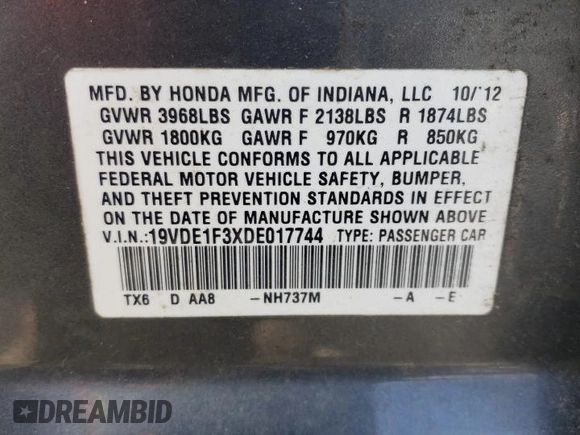 MFD. BY HONDA MFG. OF INDIANA, LLC 10/'12
GVWR 3968LBS GAWR F 2138LBS R 1874LBS
GVWR 1800KG GAWR F 970KG R 850KG
THIS VEHICLE CONFORMS TO ALL APPLICABLE
FEDERAL MOTOR VEHICLE SAFETY, BUMPER,
AND THEFT PREVENTION STANDARDS IN EFFECT
ON THE DATE OF MANUFACTURE SHOWN ABOVE
V.I.N.:19VDE1F3XDE017744 TYPE: PASSENGER CAR
TX6 D AA8 -NH737M -A -E
DREAMBID